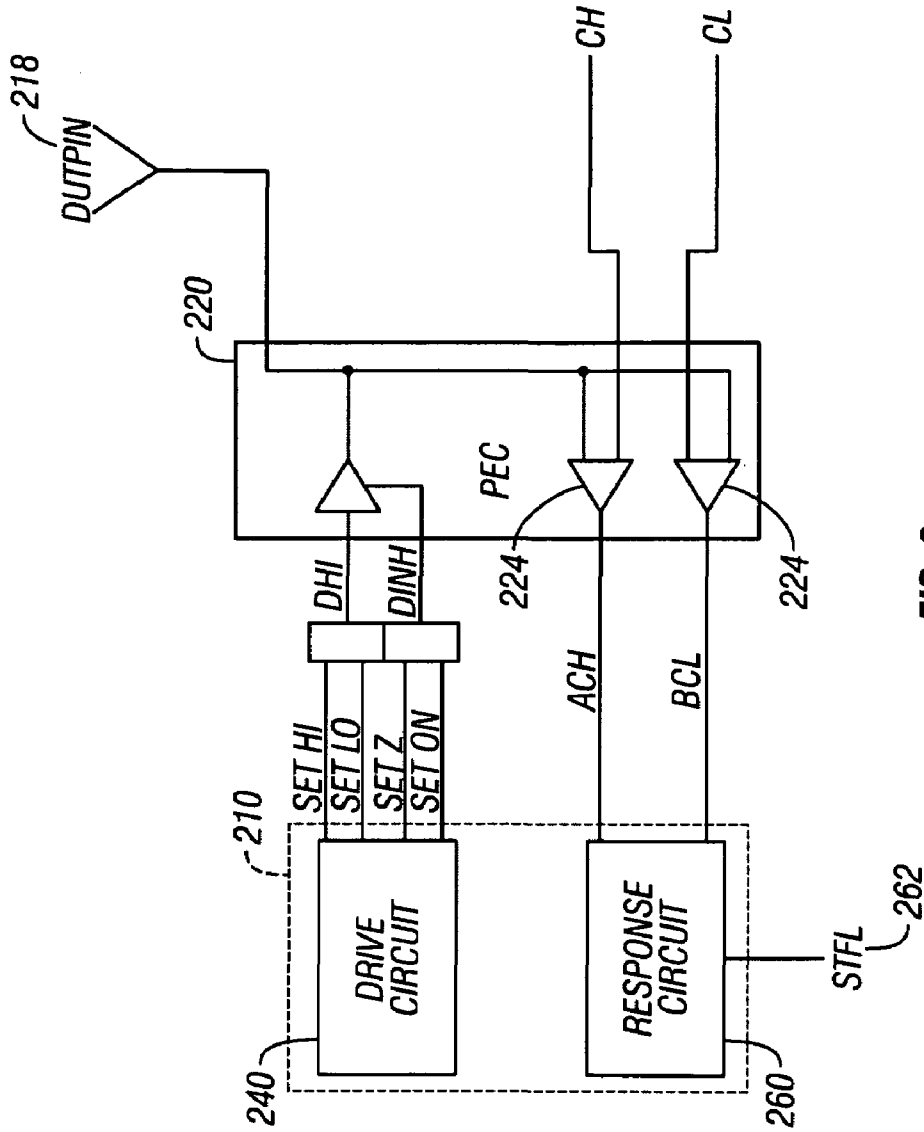 218
DUTPIN
220
210
SET HI
SET LO
SET Z
SET ON
DHI
DINH
240
DRIVE
CIRCUIT
PEC
CH
CL
224
224
ACH
BCL
260
RESPONSE
CIRCUIT
STFL
262
FIG.